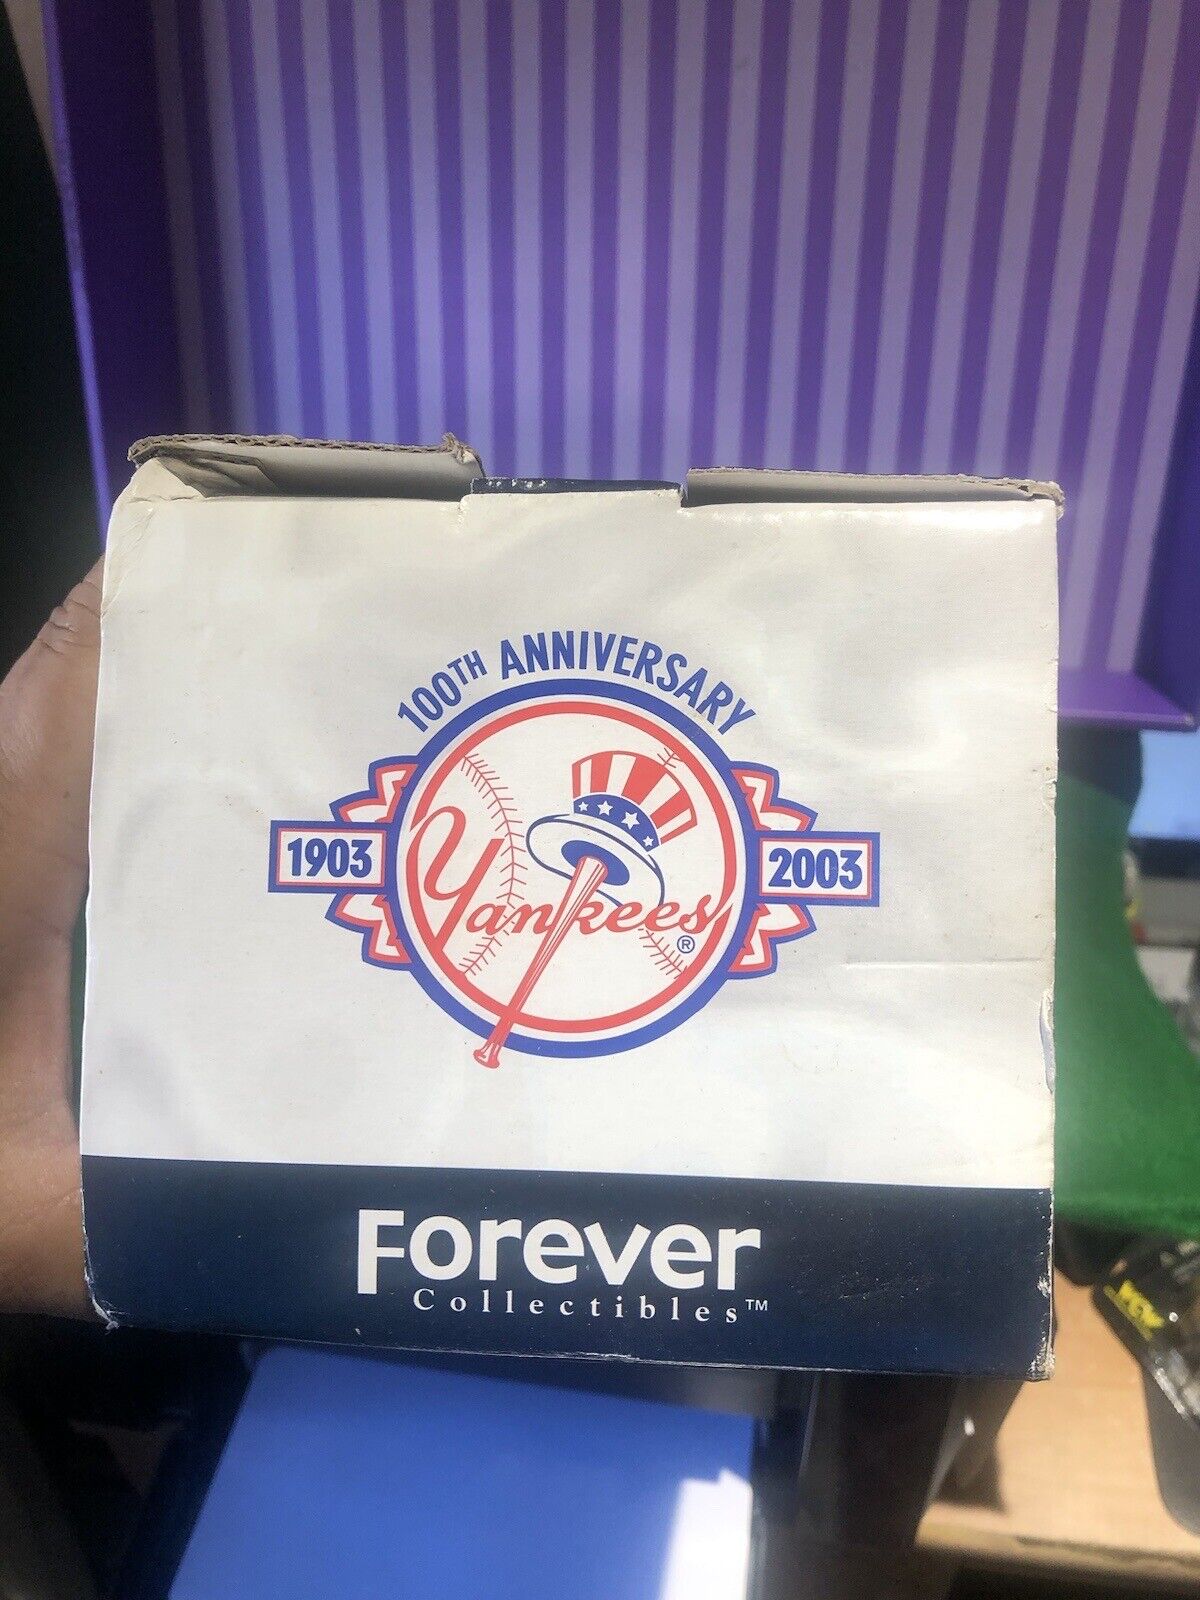 100TH ANNIVERSARY
1903
Yankees®
2003
Forever
Collectibles™